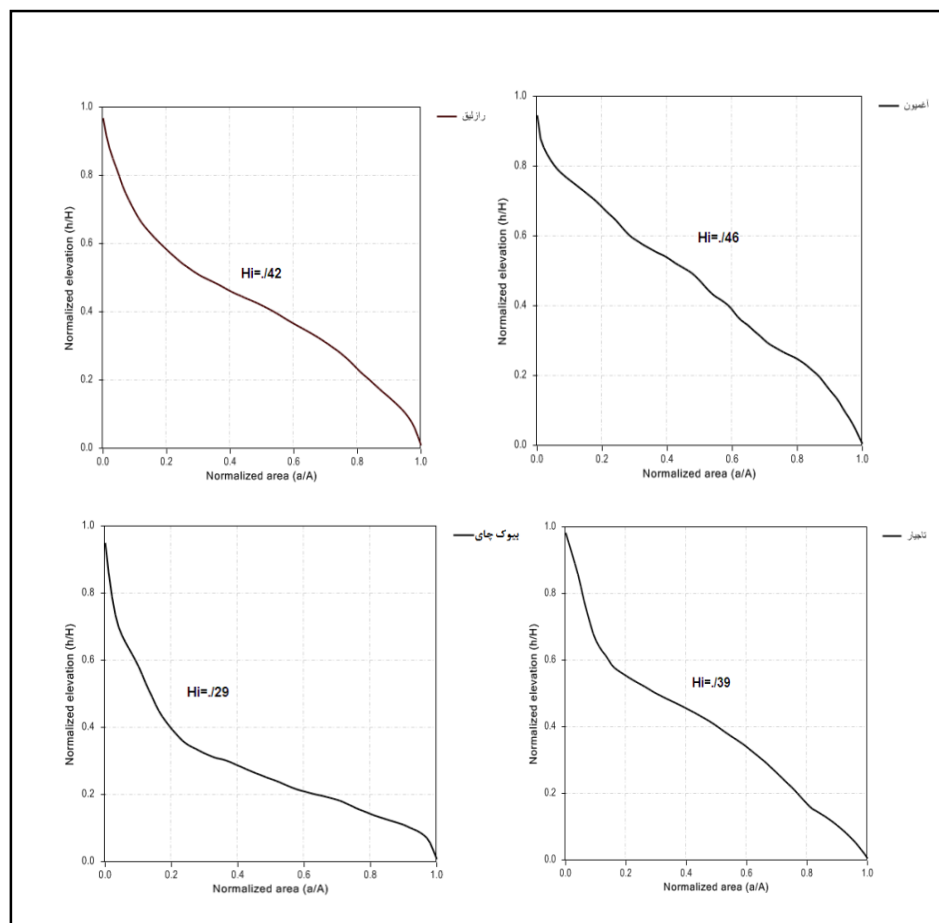 رازلیق
1.0
0.8
0.6
0.4
0.2
0.0
Normalized elevation (h/H)
Hi=./42
0.0 0.2 0.4 0.6 0.8 1.0
Normalized area (a/A)
آغمیون
1.0
0.8
0.6
0.4
0.2
0.0
Normalized elevation (h/H)
Hi=./46
0.0 0.2 0.4 0.6 0.8 1.0
Normalized area (a/A)
بیوک چای
1.0
0.8
0.6
0.4
0.2
0.0
Normalized elevation (h/H)
Hi=./29
0.0 0.2 0.4 0.6 0.8 1.0
Normalized area (a/A)
تاجیار
1.0
0.8
0.6
0.4
0.2
0.0
Normalized elevation (h/H)
Hi=./39
0.0 0.2 0.4 0.6 0.8 1.0
Normalized area (a/A)